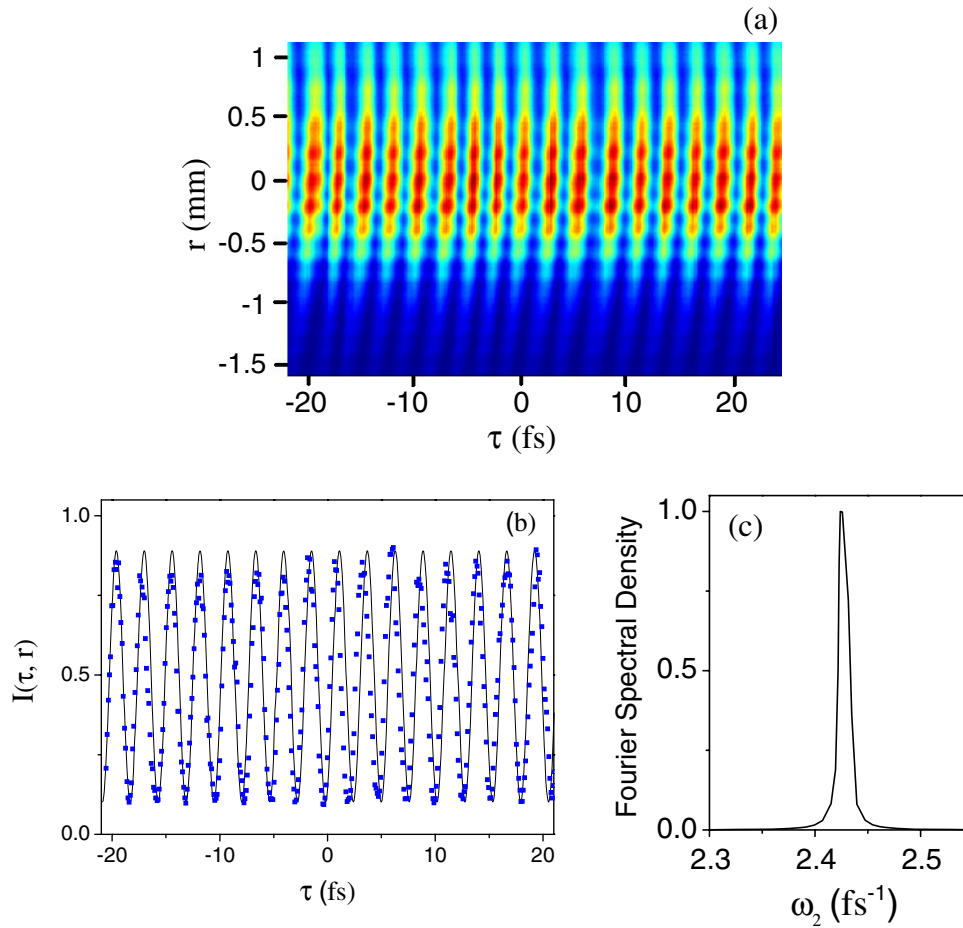 (a)
1
0.5
0
-0.5
-1
-1.5
r (mm)
-20 -10 0 10 20
τ (fs)
(b)
1.0
0.5
0.0
I(τ, r)
-20 -10 0 10 20
τ (fs)
(c)
1.0
0.5
0.0
Fourier Spectral Density
2.3 2.4 2.5
ω₂ (fs⁻¹)